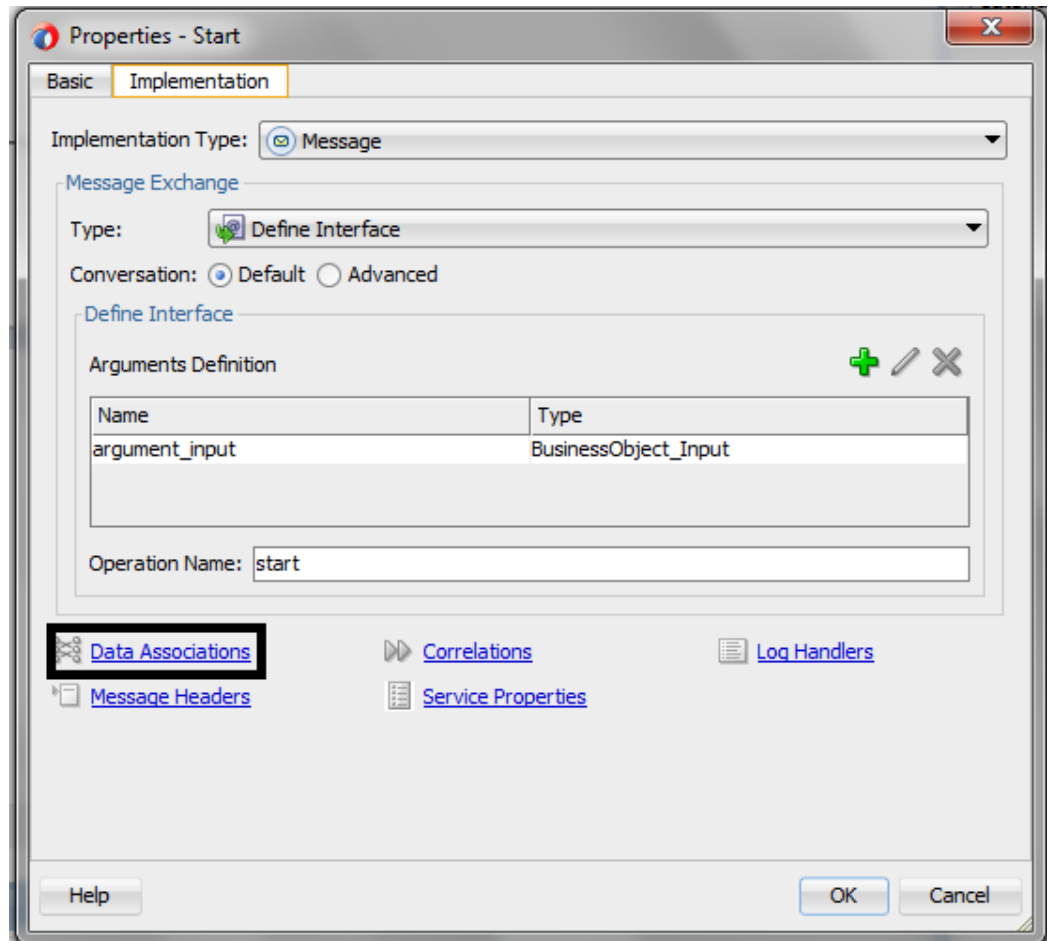 Properties - Start
Basic Implementation
Implementation Type: Message
Message Exchange
Type: Define Interface
Conversation: Default Advanced
Define Interface
Arguments Definition
Name Type
argument_input BusinessObject_Input
Operation Name: start
Data Associations Correlations Log Handlers
Message Headers Service Properties
Help OK Cancel